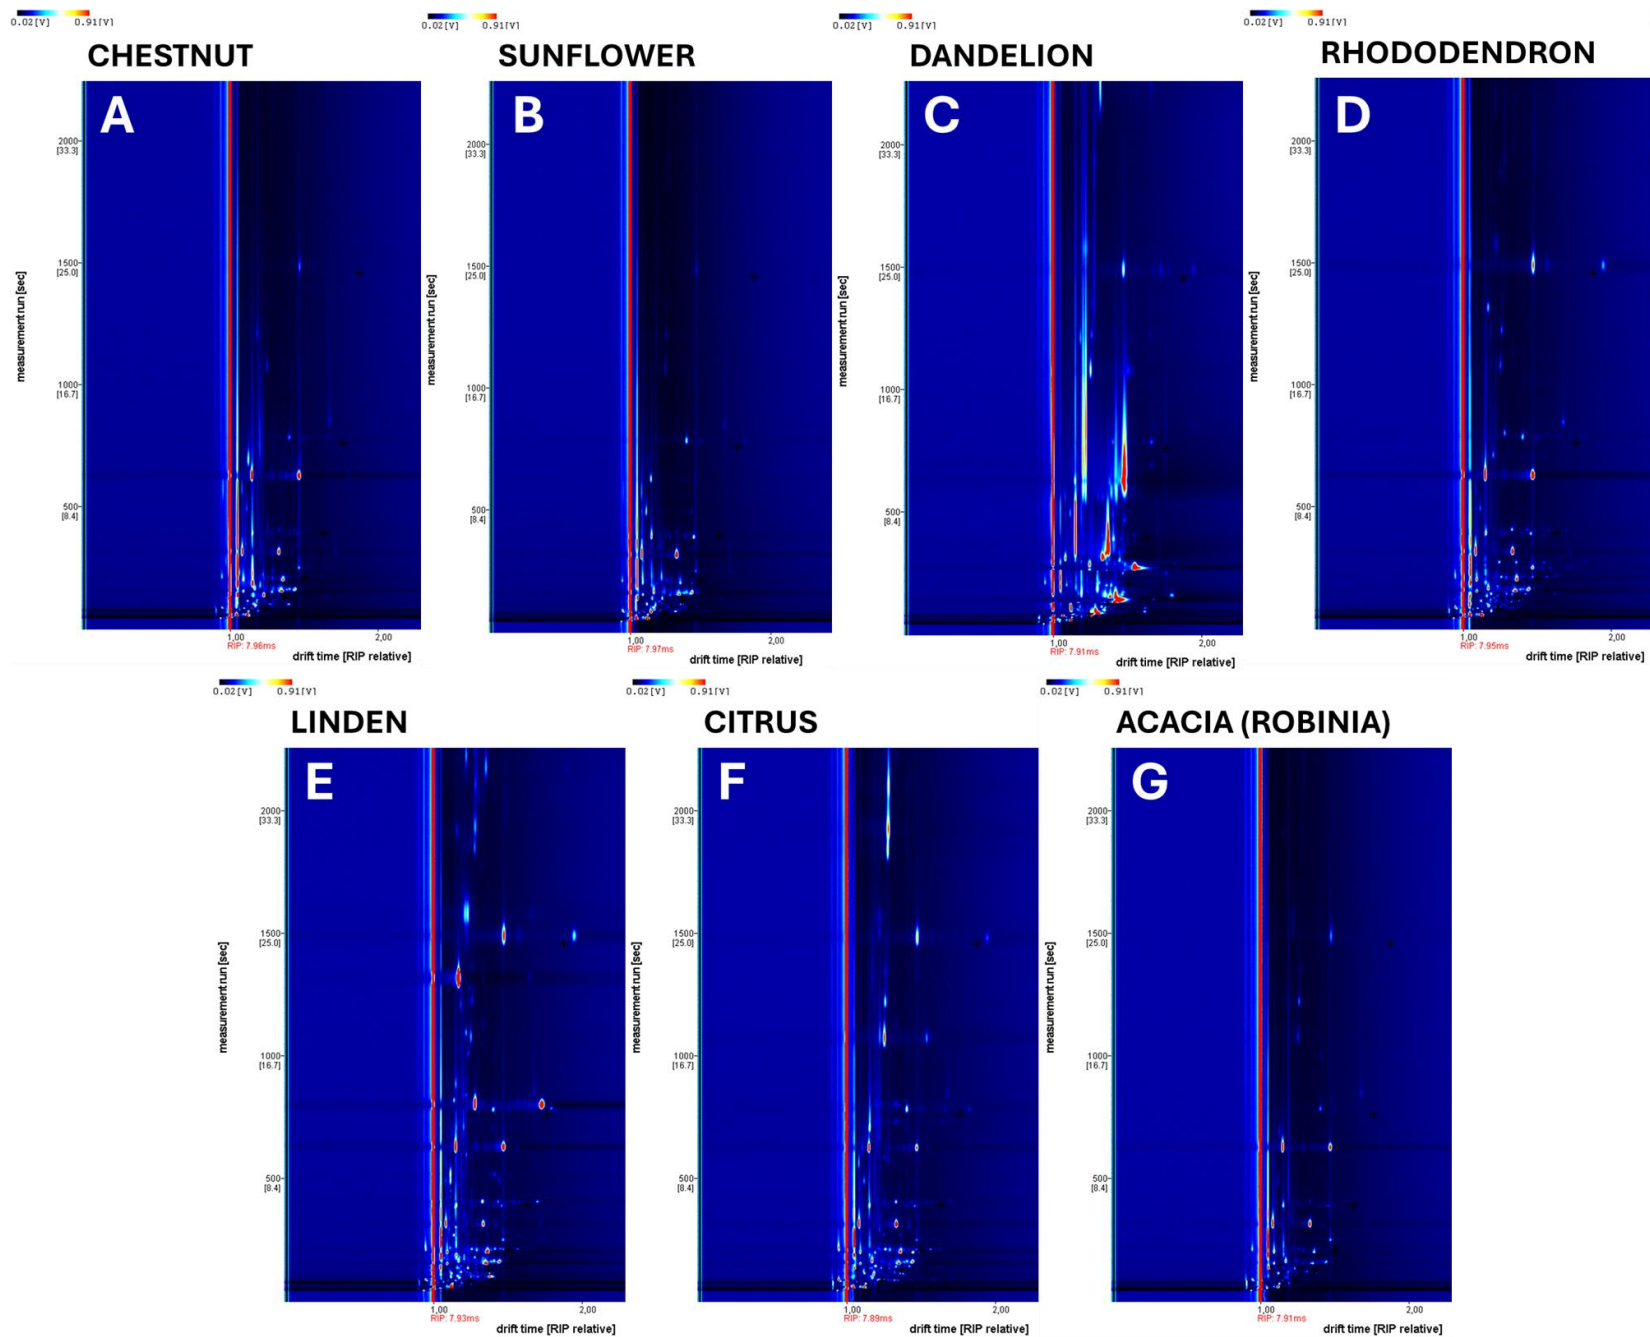 0.02[V] 0.91[V]
CHESTNUT
A
2000
[33.3]
1500
[25.0]
1000
[16.7]
500
[8.4]
measurement run [sec]
1,00
2,00
RIP: 7.96ms
drift time [RIP relative]
0.02[V] 0.91[V]
SUNFLOWER
B
2000
[33.3]
1500
[25.0]
1000
[16.7]
500
[8.4]
measurement run [sec]
1,00
2,00
RIP: 7.97ms
drift time [RIP relative]
0.02[V] 0.91[V]
DANDELION
C
2000
[33.3]
1500
[25.0]
1000
[16.7]
500
[8.4]
measurement run [sec]
1,00
2,00
RIP: 7.91ms
drift time [RIP relative]
0.02[V] 0.91[V]
RHODODENDRON
D
2000
[33.3]
1500
[25.0]
1000
[16.7]
500
[8.4]
measurement run [sec]
1,00
2,00
RIP: 7.95ms
drift time [RIP relative]
0.02[V] 0.91[V]
LINDEN
E
2000
[33.3]
1500
[25.0]
1000
[16.7]
500
[8.4]
measurement run [sec]
1,00
2,00
RIP: 7.93ms
drift time [RIP relative]
0.02[V] 0.91[V]
CITRUS
F
2000
[33.3]
1500
[25.0]
1000
[16.7]
500
[8.4]
measurement run [sec]
1,00
2,00
RIP: 7.89ms
drift time [RIP relative]
0.02[V] 0.91[V]
ACACIA (ROBINIA)
G
2000
[33.3]
1500
[25.0]
1000
[16.7]
500
[8.4]
measurement run [sec]
1,00
2,00
RIP: 7.91ms
drift time [RIP relative]